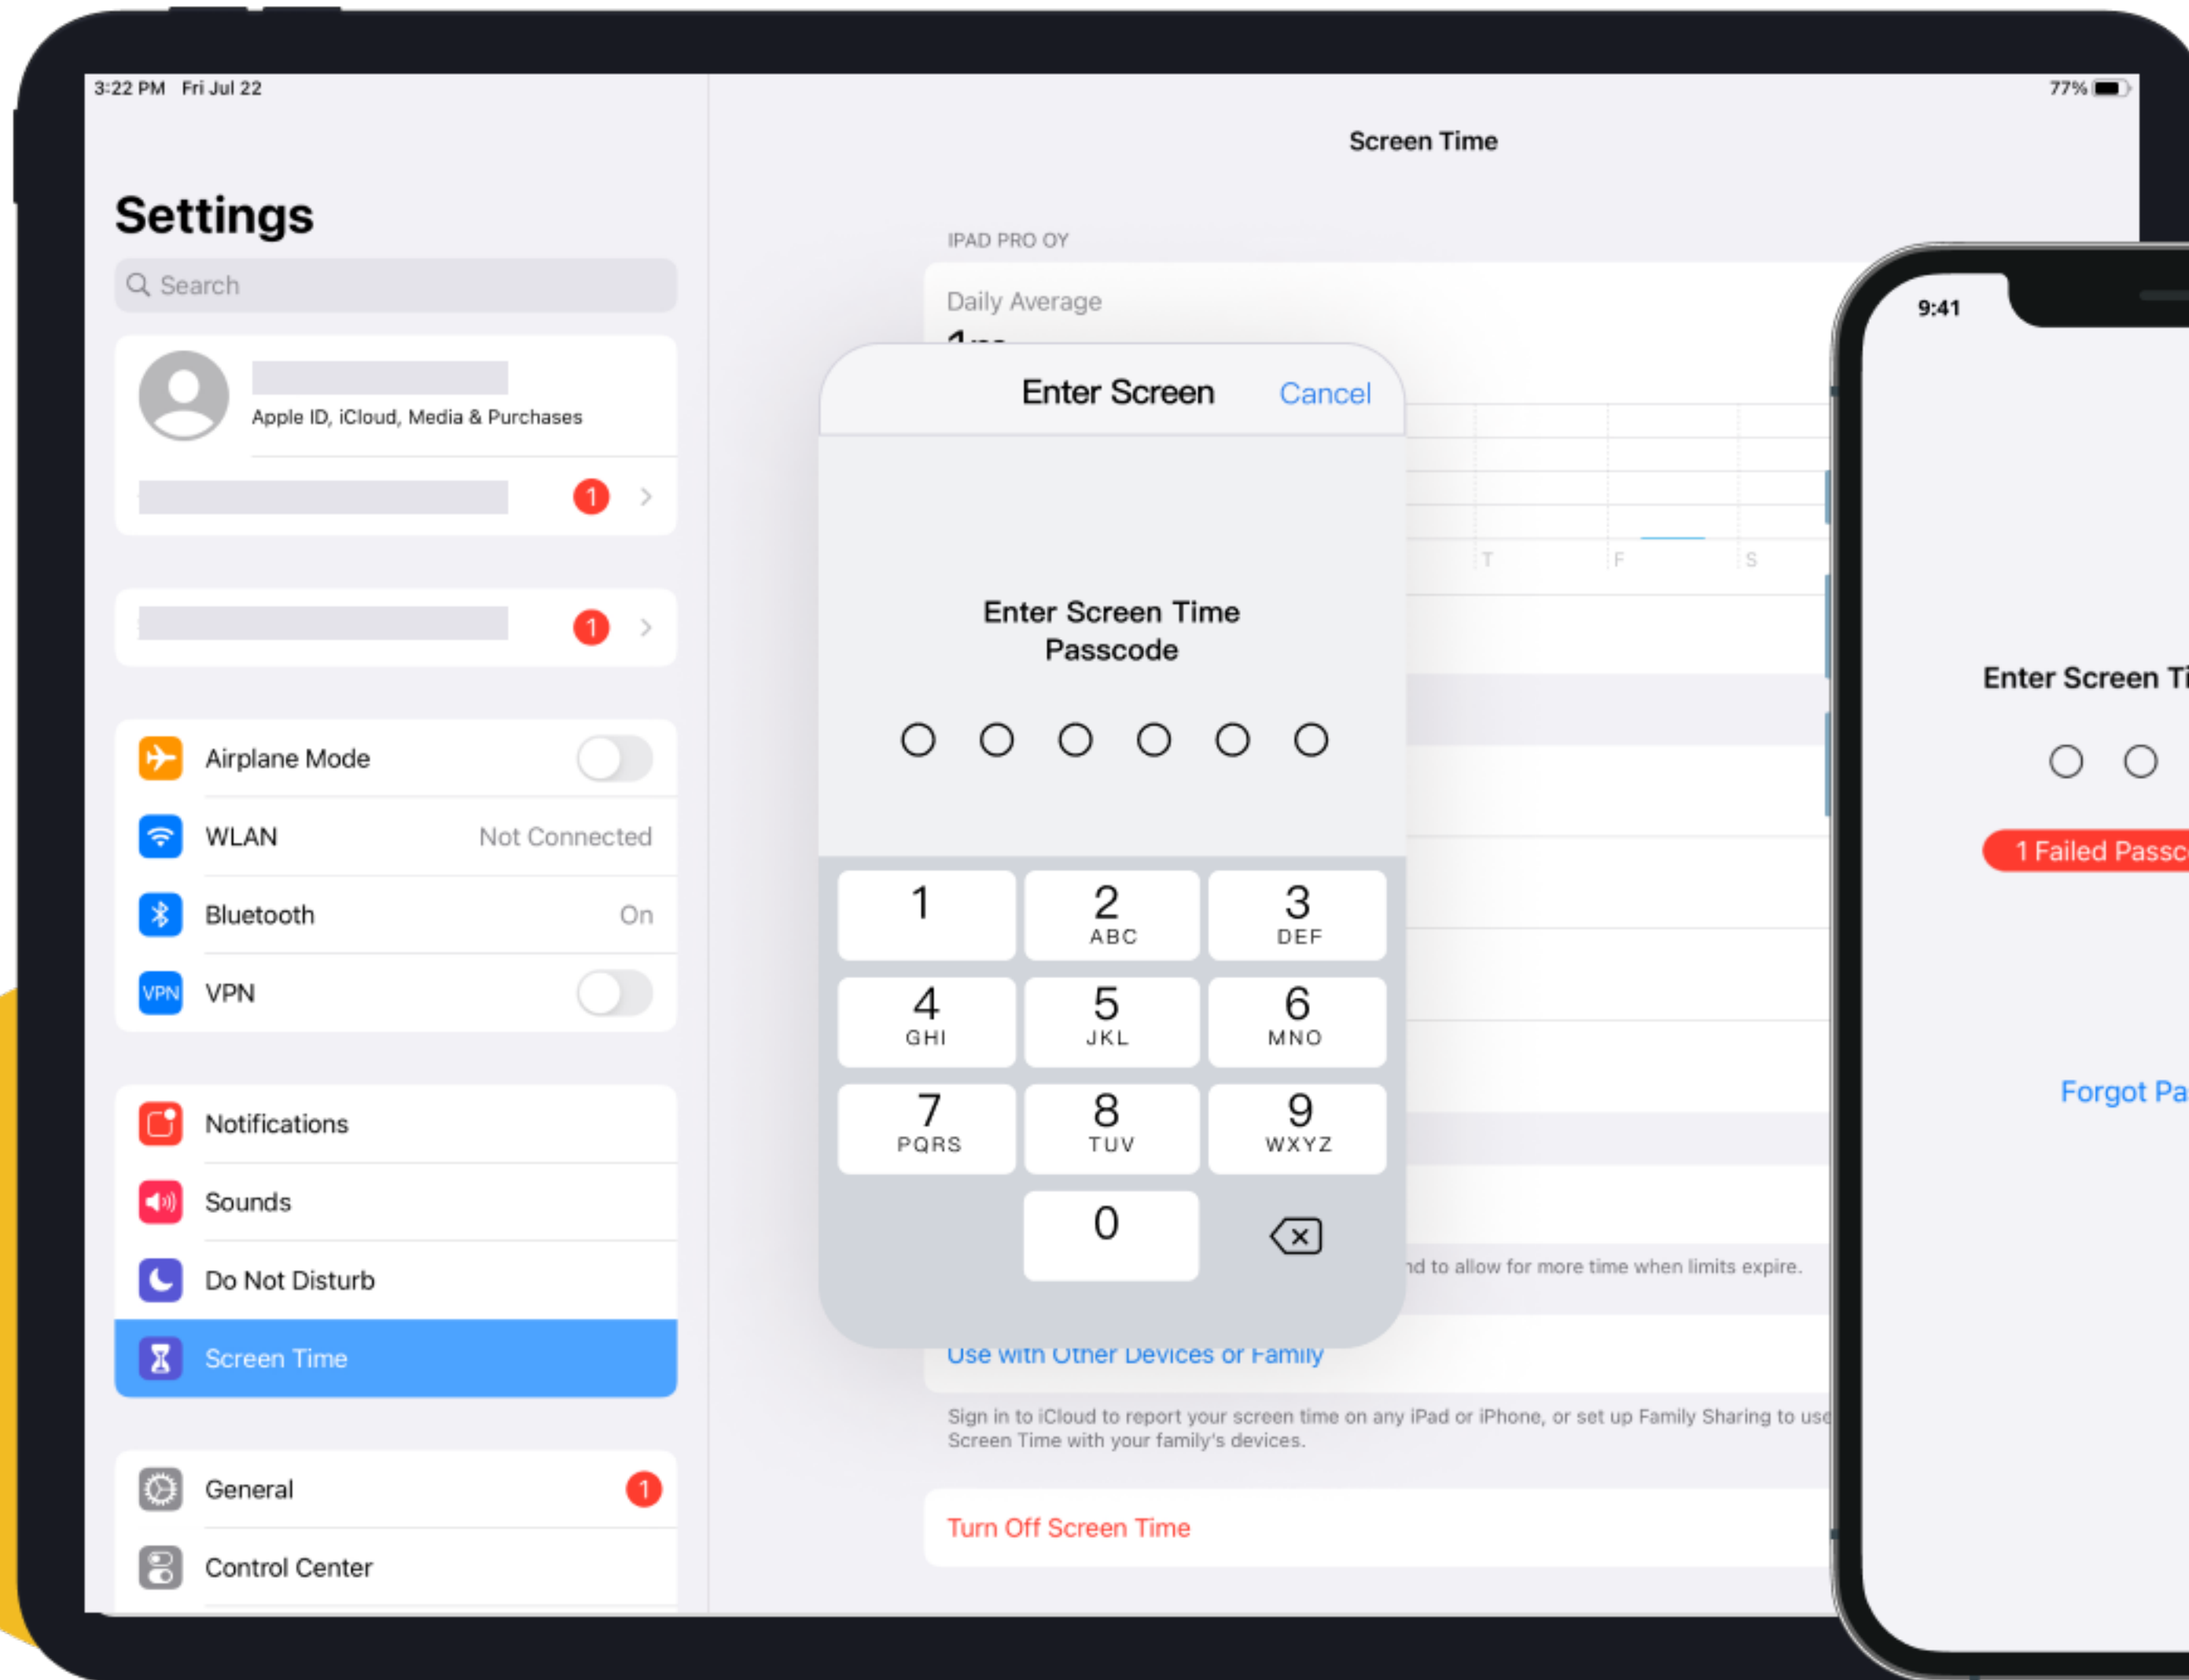 3:22 PM Fri Jul 22
77%
Settings
Search
Apple ID, iCloud, Media & Purchases
1
1
Airplane Mode
WLAN Not Connected
Bluetooth On
VPN VPN
Notifications
Sounds
Do Not Disturb
Screen Time
General 1
Control Center
Screen Time
IPAD PRO OY
Daily Average
T F S
to allow for more time when limits expire.
Use with Other Devices or Family
Sign in to iCloud to report your screen time on any iPad or iPhone, or set up Family Sharing to use
Screen Time with your family's devices.
Turn Off Screen Time
Enter Screen Cancel
Enter Screen Time
Passcode
1 2 3
ABC DEF
4 5 6
GHI JKL MNO
7 8 9
PQRS TUV WXYZ
0
9:41
Enter Screen
1 Failed
Forgot